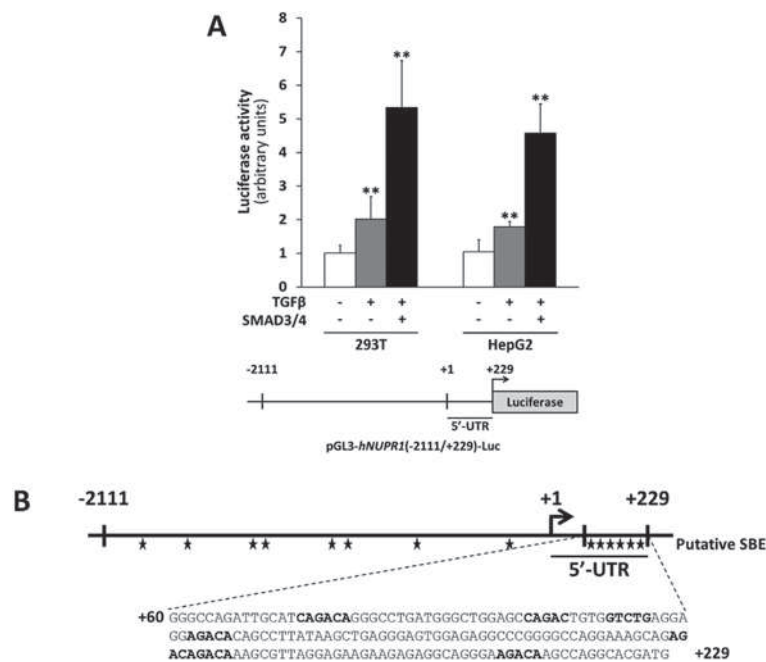 A
8
7
6
5
4
3
2
1
0
Luciferase activity
(arbitrary units)
** ** ** **
TGFβ - + + - + +
SMAD3/4 - - + - - +
293T HepG2
-2111 +1 +229
Luciferase
5'-UTR
pGL3-hNUPR1(-2111/+229)-Luc
B
-2111 +1 +229
Putative SBE
5'-UTR
+60 GGGCCAGATTGCATCAGACAGGGCCTGATGGGCTGGAGCCAGACTGTGGTCTGAGGA
GGAGACACAGCCTTATAAGCTGAGGGAGTGGAGAGGCCCGGGGCCAGGAAAGCAGAG
ACAGACAAAGCGTTAGGAGAAGAAGAGAGGCAGGGAAGACAAGCCAGGCACGATG +229